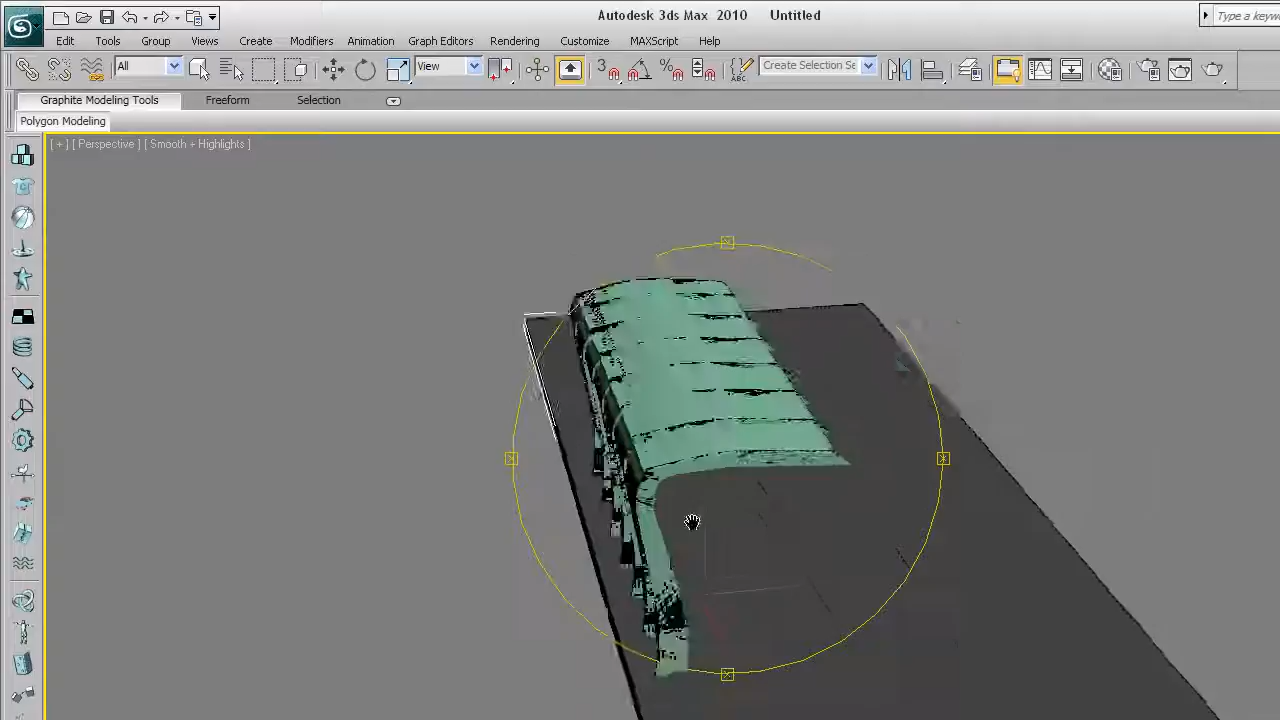 Autodesk 3ds Max 2010 Untitled
Type a keyw
Edit Tools Group Views Create Modifiers Animation Graph Editors Rendering Customize MAXScript Help
All View 3 Create Selection Se
Graphite Modeling Tools Freeform Selection
Polygon Modeling
[ + ] [ Perspective ] [ Smooth + Highlights ]